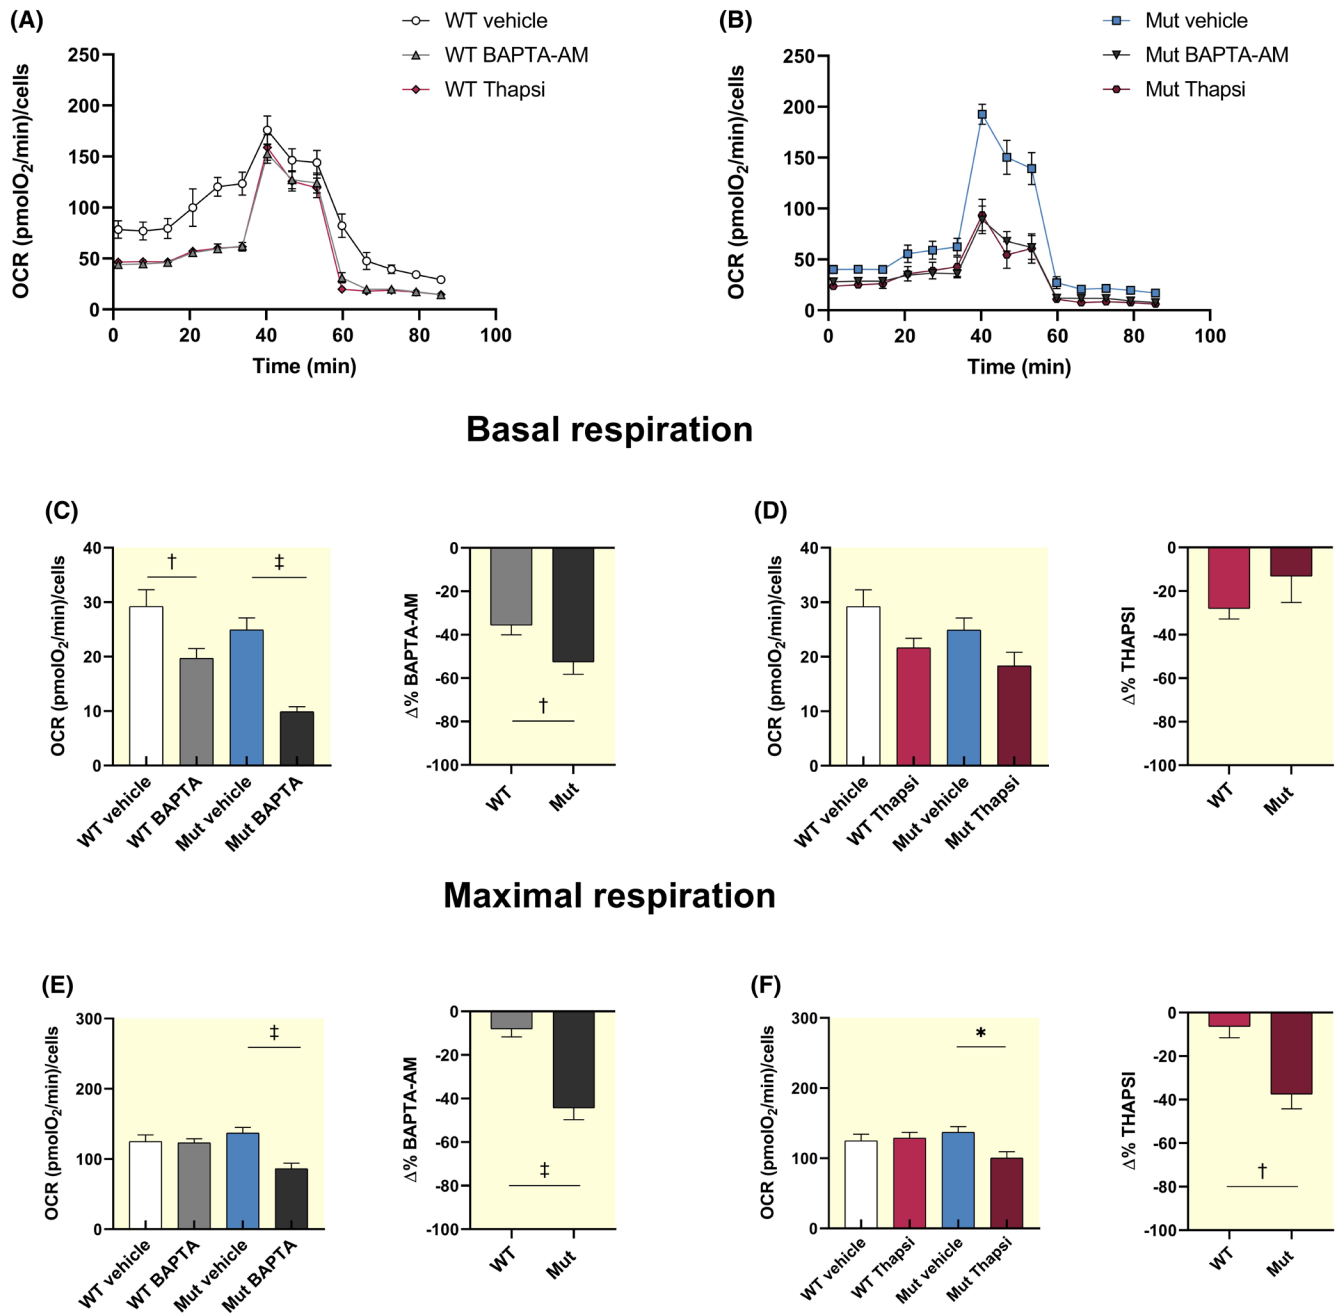 (A)
WT vehicle
WT BAPTA-AM
WT Thapsi
OCR (pmolO2/min)/cells
250
200
150
100
50
0
0 20 40 60 80 100
Time (min)
(B)
Mut vehicle
Mut BAPTA-AM
Mut Thapsi
OCR (pmolO2/min)/cells
250
200
150
100
50
0
0 20 40 60 80 100
Time (min)
Basal respiration
(C)
OCR (pmolO2/min)/cells
40
30
20
10
0
† ‡
WT vehicle
WT BAPTA
Mut vehicle
Mut BAPTA
Δ% BAPTA-AM
0
-20
-40
-60
-80
-100
†
WT
Mut
(D)
OCR (pmolO2/min)/cells
40
30
20
10
0
WT vehicle
WT Thapsi
Mut vehicle
Mut Thapsi
Δ% THAPSI
0
-20
-40
-60
-80
-100
WT
Mut
Maximal respiration
(E)
OCR (pmolO2/min)/cells
300
200
100
0
‡
WT vehicle
WT BAPTA
Mut vehicle
Mut BAPTA
Δ% BAPTA-AM
0
-20
-40
-60
-80
-100
‡
WT
Mut
(F)
OCR (pmolO2/min)/cells
300
200
100
0
*
WT vehicle
WT Thapsi
Mut vehicle
Mut Thapsi
Δ% THAPSI
0
-20
-40
-60
-80
-100
†
WT
Mut